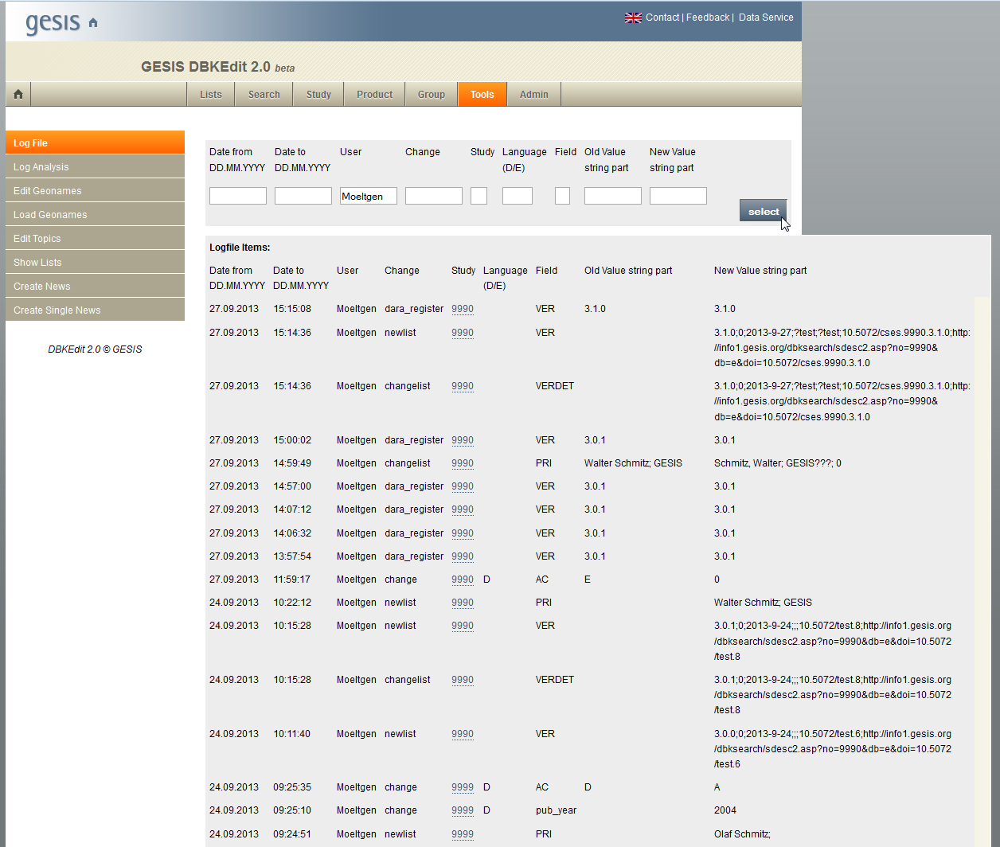 gesis
Contact | Feedback | Data Service
GESIS DBKEdit 2.0 beta
Lists Search Study Product Group Tools Admin
Log File
Log Analysis
Edit Geonames
Load Geonames
Edit Topics
Show Lists
Create News
Create Single News
DBKEdit 2.0 © GESIS
Date from Date to User Change Study Language Field Old Value New Value
DD.MM.YYYY DD.MM.YYYY (D/E) string part string part
Moeltgen
select
Logfile Items:
Date from Date to User Change Study Language Field Old Value string part New Value string part
DD.MM.YYYY DD.MM.YYYY (D/E)
27.09.2013 15:15:08 Moeltgen dara_register 9990 VER 3.1.0 3.1.0
27.09.2013 15:14:36 Moeltgen newlist 9990 VER 3.1.0;0;2013-9-27;?test;?test;10.5072/cses.9990.3.1.0;http:
//info1.gesis.org/dbksearch/sdesc2.asp?no=9990&
db=e&doi=10.5072/cses.9990.3.1.0
27.09.2013 15:14:36 Moeltgen changelist 9990 VERDET 3.1.0;0;2013-9-27;?test;?test;10.5072/cses.9990.3.1.0;http:
//info1.gesis.org/dbksearch/sdesc2.asp?no=9990&
db=e&doi=10.5072/cses.9990.3.1.0
27.09.2013 15:00:02 Moeltgen dara_register 9990 VER 3.0.1 3.0.1
27.09.2013 14:59:49 Moeltgen changelist 9990 PRI Walter Schmitz; GESIS Schmitz, Walter; GESIS???; 0
27.09.2013 14:57:00 Moeltgen dara_register 9990 VER 3.0.1 3.0.1
27.09.2013 14:07:12 Moeltgen dara_register 9990 VER 3.0.1 3.0.1
27.09.2013 14:06:32 Moeltgen dara_register 9990 VER 3.0.1 3.0.1
27.09.2013 13:57:54 Moeltgen dara_register 9990 VER 3.0.1 3.0.1
27.09.2013 11:59:17 Moeltgen change 9990 D AC E 0
24.09.2013 10:22:12 Moeltgen newlist 9990 PRI Walter Schmitz; GESIS
24.09.2013 10:15:28 Moeltgen newlist 9990 VER 3.0.1;0;2013-9-24;;;10.5072/test.8;http://info1.gesis.org
/dbksearch/sdesc2.asp?no=9990&db=e&doi=10.5072
/test.8
24.09.2013 10:15:28 Moeltgen changelist 9990 VERDET 3.0.1;0;2013-9-24;;;10.5072/test.8;http://info1.gesis.org
/dbksearch/sdesc2.asp?no=9990&db=e&doi=10.5072
/test.8
24.09.2013 10:11:40 Moeltgen newlist 9990 VER 3.0.0;0;2013-9-24;;;10.5072/test.6;http://info1.gesis.org
/dbksearch/sdesc2.asp?no=9990&db=e&doi=10.5072
/test.6
24.09.2013 09:25:35 Moeltgen change 9999 D AC D A
24.09.2013 09:25:10 Moeltgen change 9999 D pub_year 2004
24.09.2013 09:24:51 Moeltgen newlist 9999 PRI Olaf Schmitz;